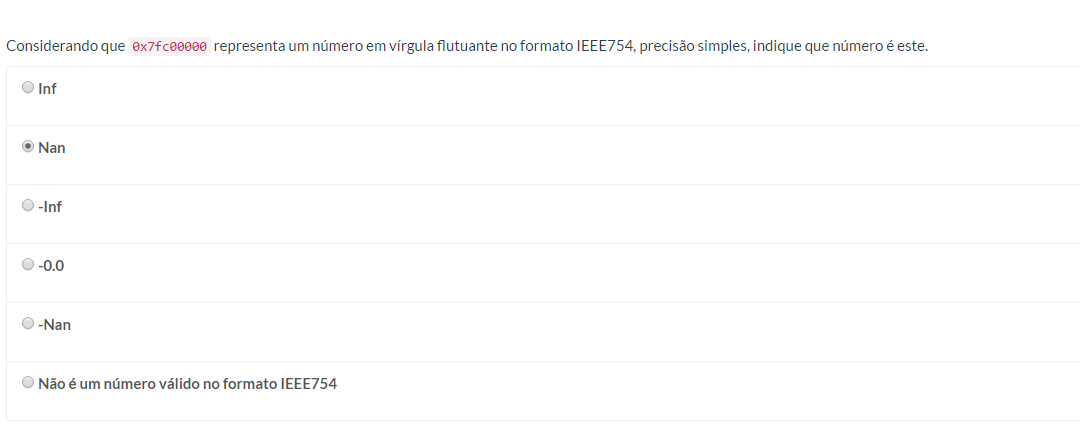 Considerando que 0x7fc00000 representa um número em vírgula flutuante no formato IEEE754, precisão simples, indique que número é este.
Inf
Nan
-Inf
-0.0
-Nan
Não é um número válido no formato IEEE754